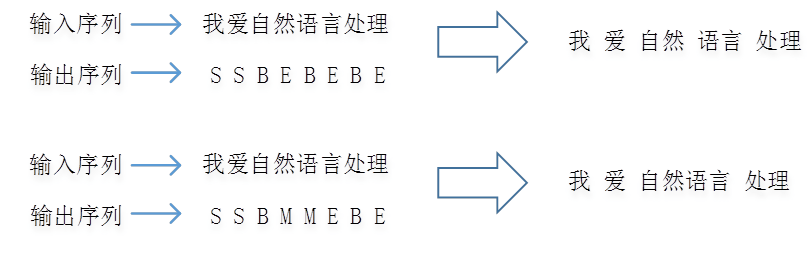 输入序列 我爱自然语言处理
我 爱 自然 语言 处理
输出序列 S S B E B E B E
输入序列 我爱自然语言处理
我 爱 自然语言 处理
输出序列 S S B M M E B E